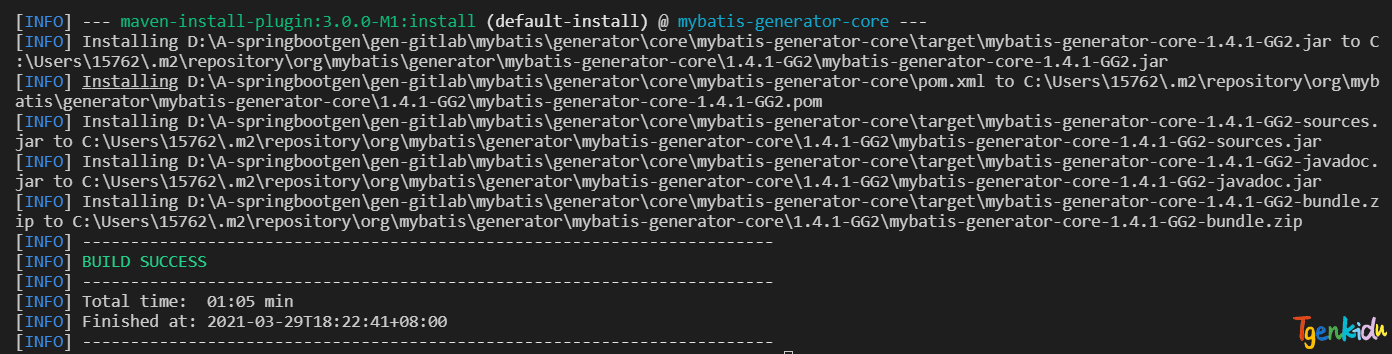 [INFO] --- maven-install-plugin:3.0.0-M1:install (default-install) @ mybatis-generator-core ---
[INFO] Installing D:\A-springbootgen\gen-gitlab\mybatis\generator\core\mybatis-generator-core\target\mybatis-generator-core-1.4.1-GG2.jar to C
:\Users\15762\.m2\repository\org\mybatis\generator\mybatis-generator-core\1.4.1-GG2\mybatis-generator-core-1.4.1-GG2.jar
[INFO] Installing D:\A-springbootgen\gen-gitlab\mybatis\generator\core\mybatis-generator-core\pom.xml to C:\Users\15762\.m2\repository\org\myb
atis\generator\mybatis-generator-core\1.4.1-GG2\mybatis-generator-core-1.4.1-GG2.pom
[INFO] Installing D:\A-springbootgen\gen-gitlab\mybatis\generator\core\mybatis-generator-core\target\mybatis-generator-core-1.4.1-GG2-sources.
jar to C:\Users\15762\.m2\repository\org\mybatis\generator\mybatis-generator-core\1.4.1-GG2\mybatis-generator-core-1.4.1-GG2-sources.jar
[INFO] Installing D:\A-springbootgen\gen-gitlab\mybatis\generator\core\mybatis-generator-core\target\mybatis-generator-core-1.4.1-GG2-javadoc.
jar to C:\Users\15762\.m2\repository\org\mybatis\generator\mybatis-generator-core\1.4.1-GG2\mybatis-generator-core-1.4.1-GG2-javadoc.jar
[INFO] Installing D:\A-springbootgen\gen-gitlab\mybatis\generator\core\mybatis-generator-core\target\mybatis-generator-core-1.4.1-GG2-bundle.z
ip to C:\Users\15762\.m2\repository\org\mybatis\generator\mybatis-generator-core\1.4.1-GG2\mybatis-generator-core-1.4.1-GG2-bundle.zip
[INFO] ------------------------------------------------------------------------
[INFO] BUILD SUCCESS
[INFO] ------------------------------------------------------------------------
[INFO] Total time:  01:05 min
[INFO] Finished at: 2021-03-29T18:22:41+08:00
[INFO] ------------------------------------------------------------------------
Tgenkidu